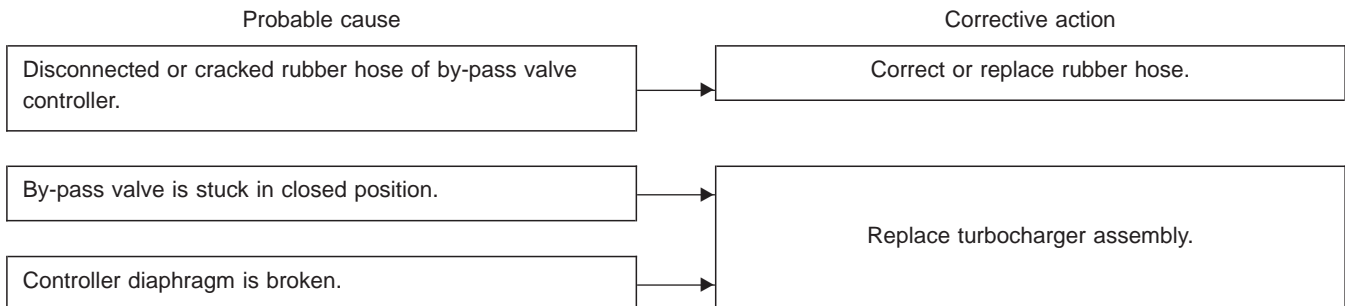 Probable cause
Corrective action
Disconnected or cracked rubber hose of by-pass valve
controller.
Correct or replace rubber hose.
By-pass valve is stuck in closed position.
Replace turbocharger assembly.
Controller diaphragm is broken.